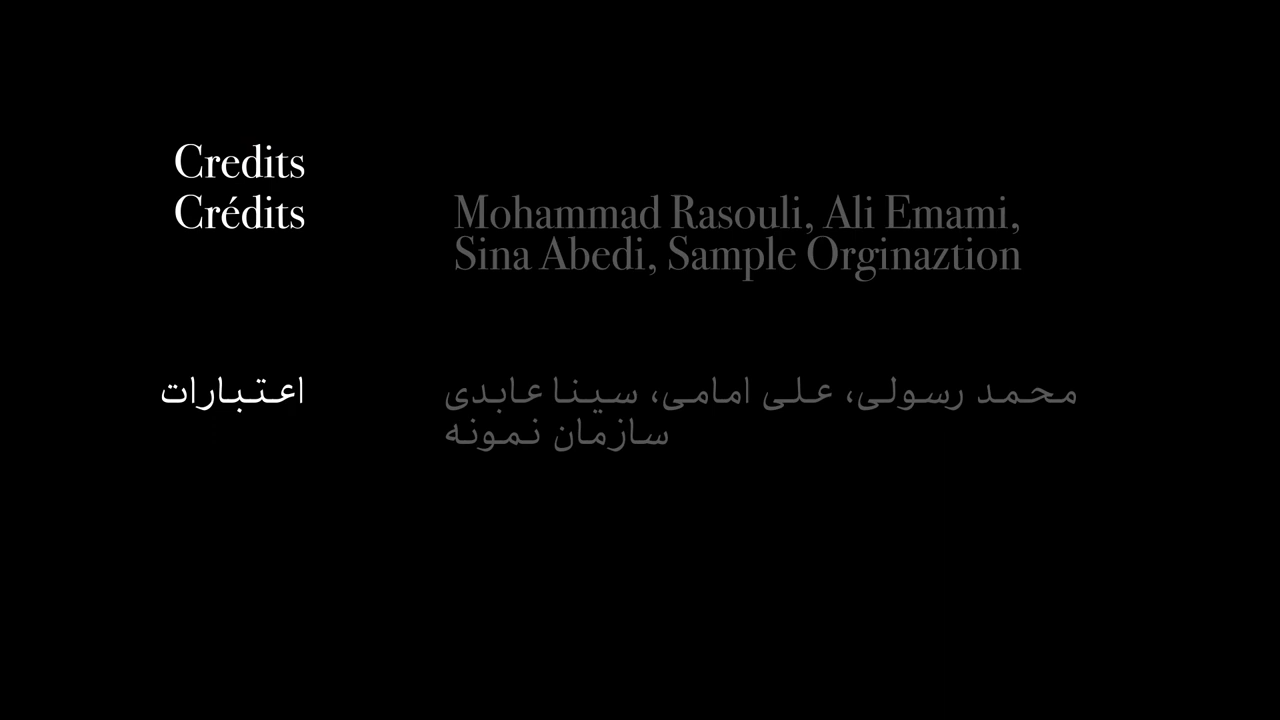 Credits
Crédits
Mohammad Rasouli, Ali Emami,
Sina Abedi, Sample Orginaztion
اعتبارات
محمد رسولی، علی امامی، سینا عابدی
سازمان نمونه